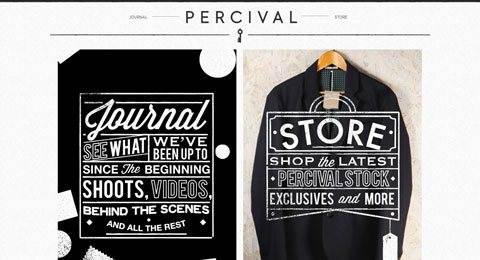 JOURNAL
PERCIVAL
STORE
Journal
SEE WHAT WE'VE BEEN UP TO
SINCE The BEGINNING
SHOOTS, VIDEOS,
BEHIND THE SCENES
AND ALL THE REST
STORE
SHOP the LATEST
PERCIVAL STOCK
EXCLUSIVES and MORE